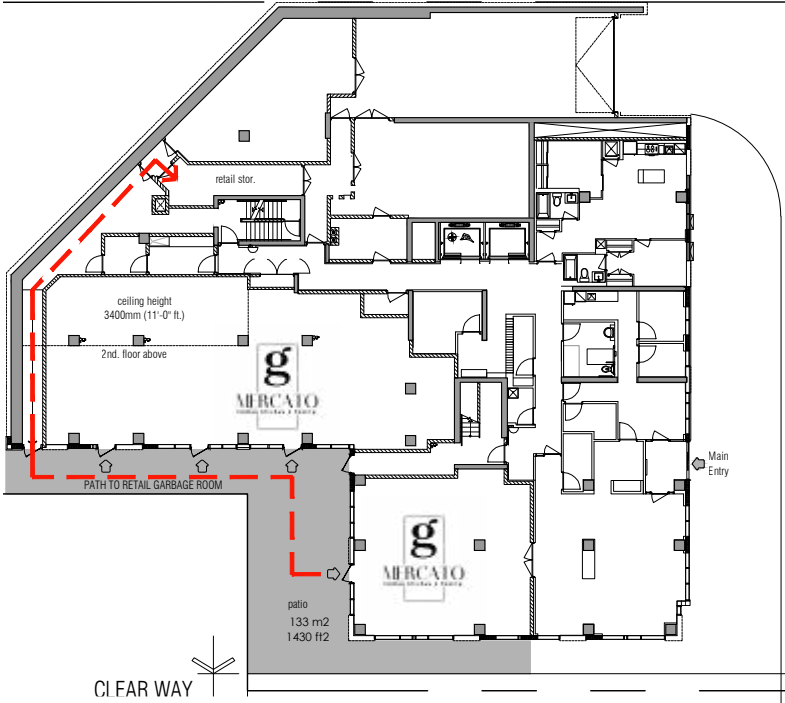 retail stor.
ceiling height
3400mm (11'-0" ft.)
2nd. floor above
g
MERCATO
Main
Entry
PATH TO RETAIL GARBAGE ROOM
g
MERCATO
patio
133 m2
1430 ft2
CLEAR WAY